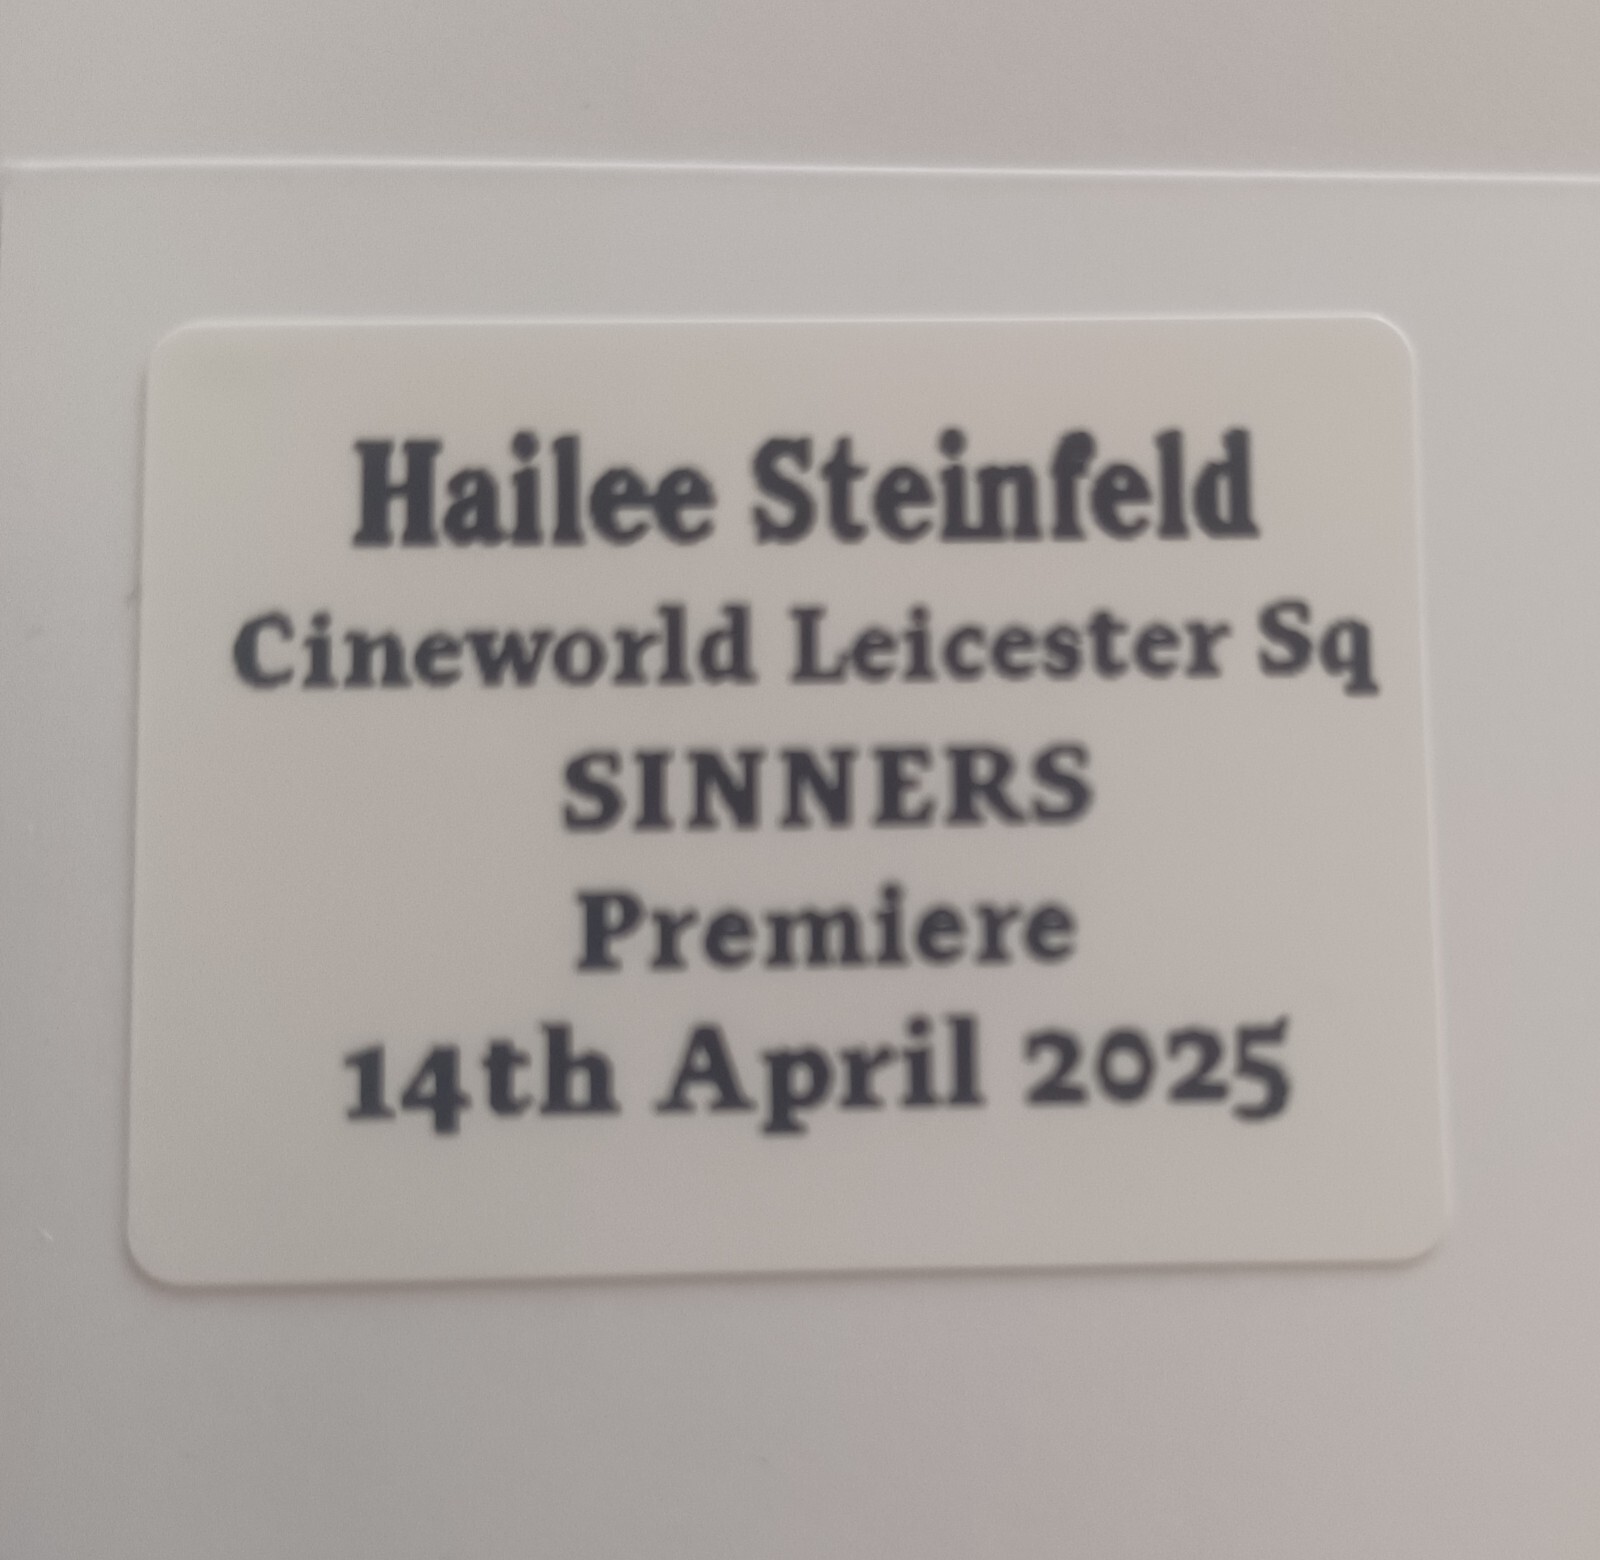 Hailee Steinfeld
Cineworld Leicester Sq
SINNERS
Premiere
14th April 2025